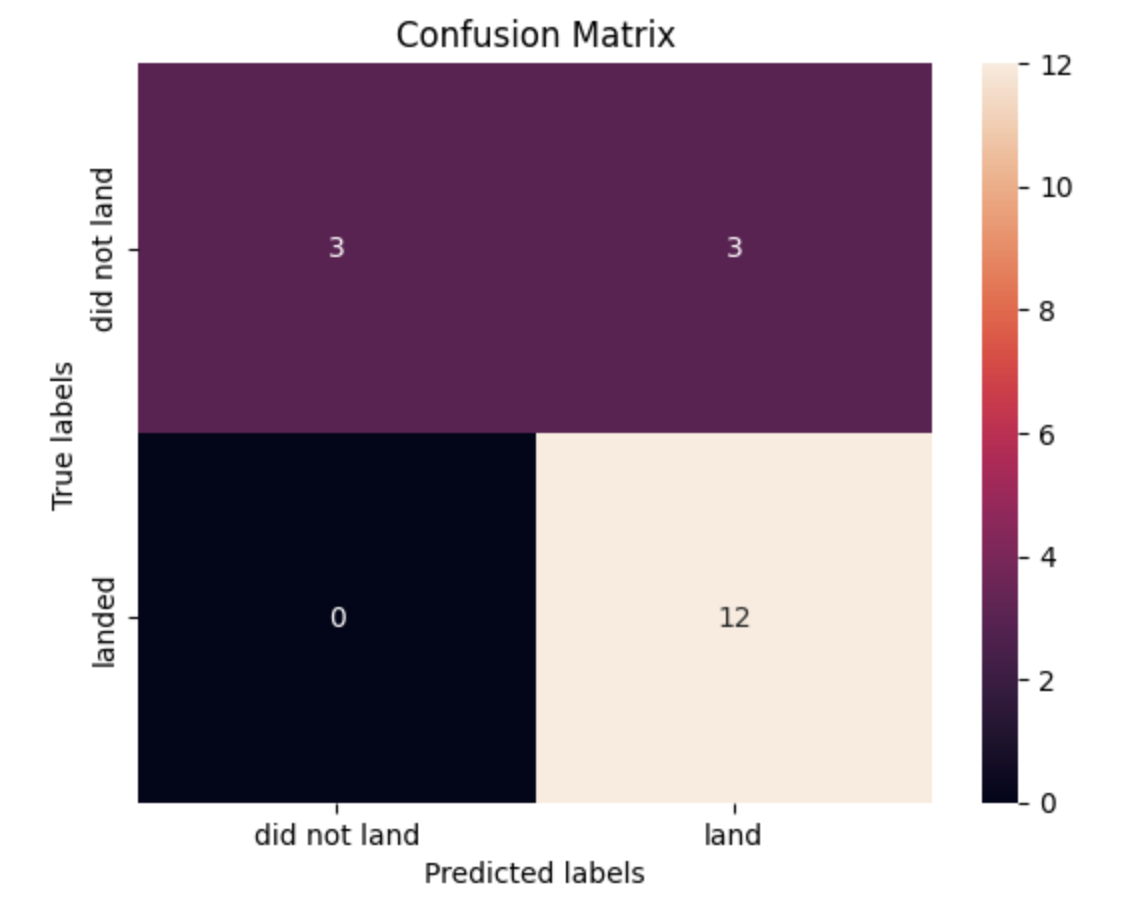 Confusion Matrix
True labels
did not land
landed
3
3
0
12
did not land
land
Predicted labels
12
10
8
6
4
2
0